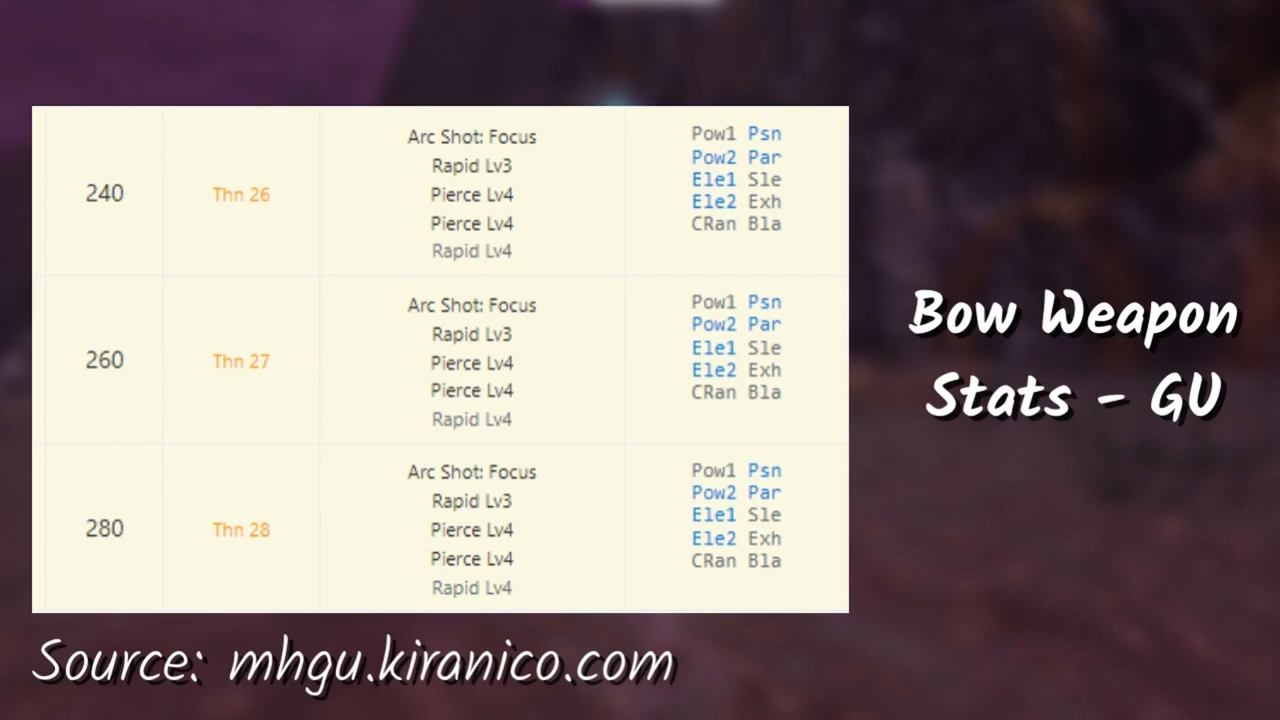 240
Thn 26
Arc Shot: Focus
Rapid Lv3
Pierce Lv4
Pierce Lv4
Rapid Lv4
Pow1 Psn
Pow2 Par
Ele1 Sle
Ele2 Exh
CRan Bla
260
Thn 27
Arc Shot: Focus
Rapid Lv3
Pierce Lv4
Pierce Lv4
Rapid Lv4
Pow1 Psn
Pow2 Par
Ele1 Sle
Ele2 Exh
CRan Bla
280
Thn 28
Arc Shot: Focus
Rapid Lv3
Pierce Lv4
Pierce Lv4
Rapid Lv4
Pow1 Psn
Pow2 Par
Ele1 Sle
Ele2 Exh
CRan Bla
Bow Weapon
Stats - GU
Source: mhgu.kiranico.com